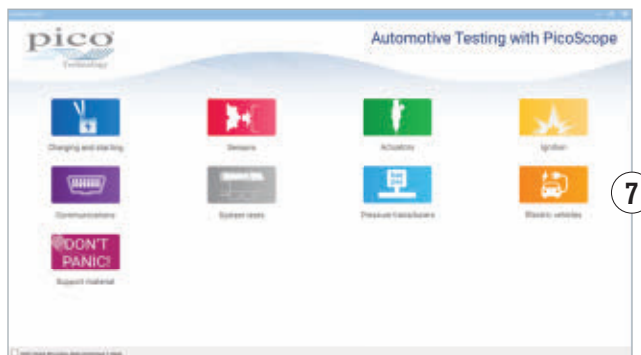 pico
Technology
Automotive Testing with PicoScope
Charging and starting
Sensors
Actuators
Ignition
Communications
System tests
Pressure transducers
Electric vehicles
7
DON'T
PANIC!
Support material